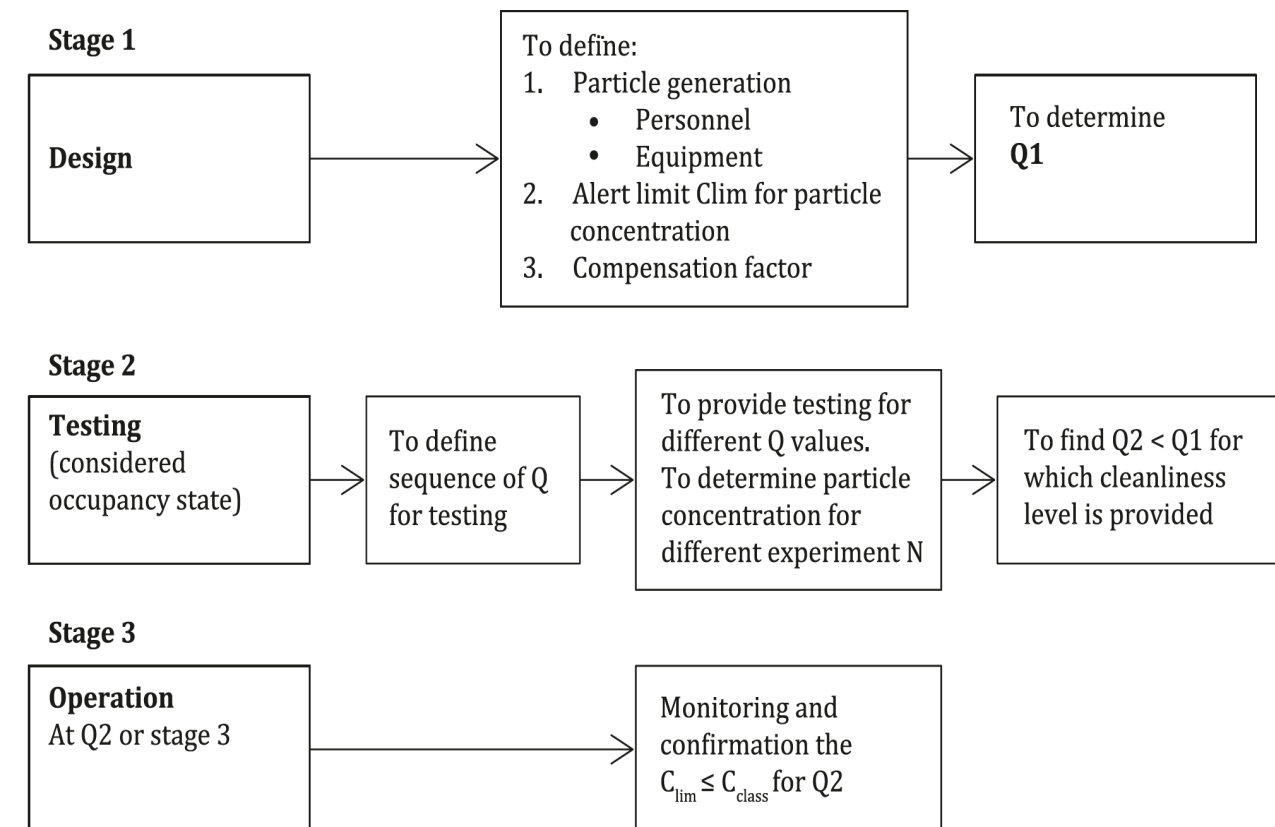 Stage 1
Design
To define:
1. Particle generation
• Personnel
• Equipment
2. Alert limit Clim for particle
concentration
3. Compensation factor
To determine
Q1
Stage 2
Testing
(considered
occupancy state)
To define
sequence of Q
for testing
To provide testing for
different Q values.
To determine particle
concentration for
different experiment N
To find Q2 < Q1 for
which cleanliness
level is provided
Stage 3
Operation
At Q2 or stage 3
Monitoring and
confirmation the
Clim ≤ Cclass for Q2